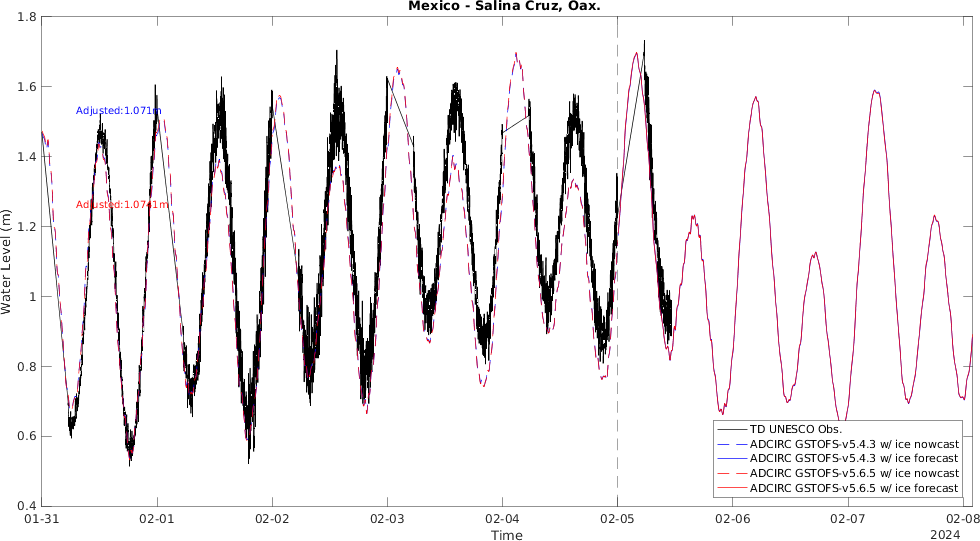 Mexico - Salina Cruz, Oax.
1.8
1.6
1.4
1.2
1
0.8
0.6
0.4
Water Level (m)
Adjusted:1.071m
Adjusted:1.0741m
TD UNESCO Obs.
ADCIRC GSTOFS-v5.4.3 w/ ice nowcast
ADCIRC GSTOFS-v5.4.3 w/ ice forecast
ADCIRC GSTOFS-v5.6.5 w/ ice nowcast
ADCIRC GSTOFS-v5.6.5 w/ ice forecast
01-31
02-01
02-02
02-03
02-04
02-05
02-06
02-07
02-08
Time
2024